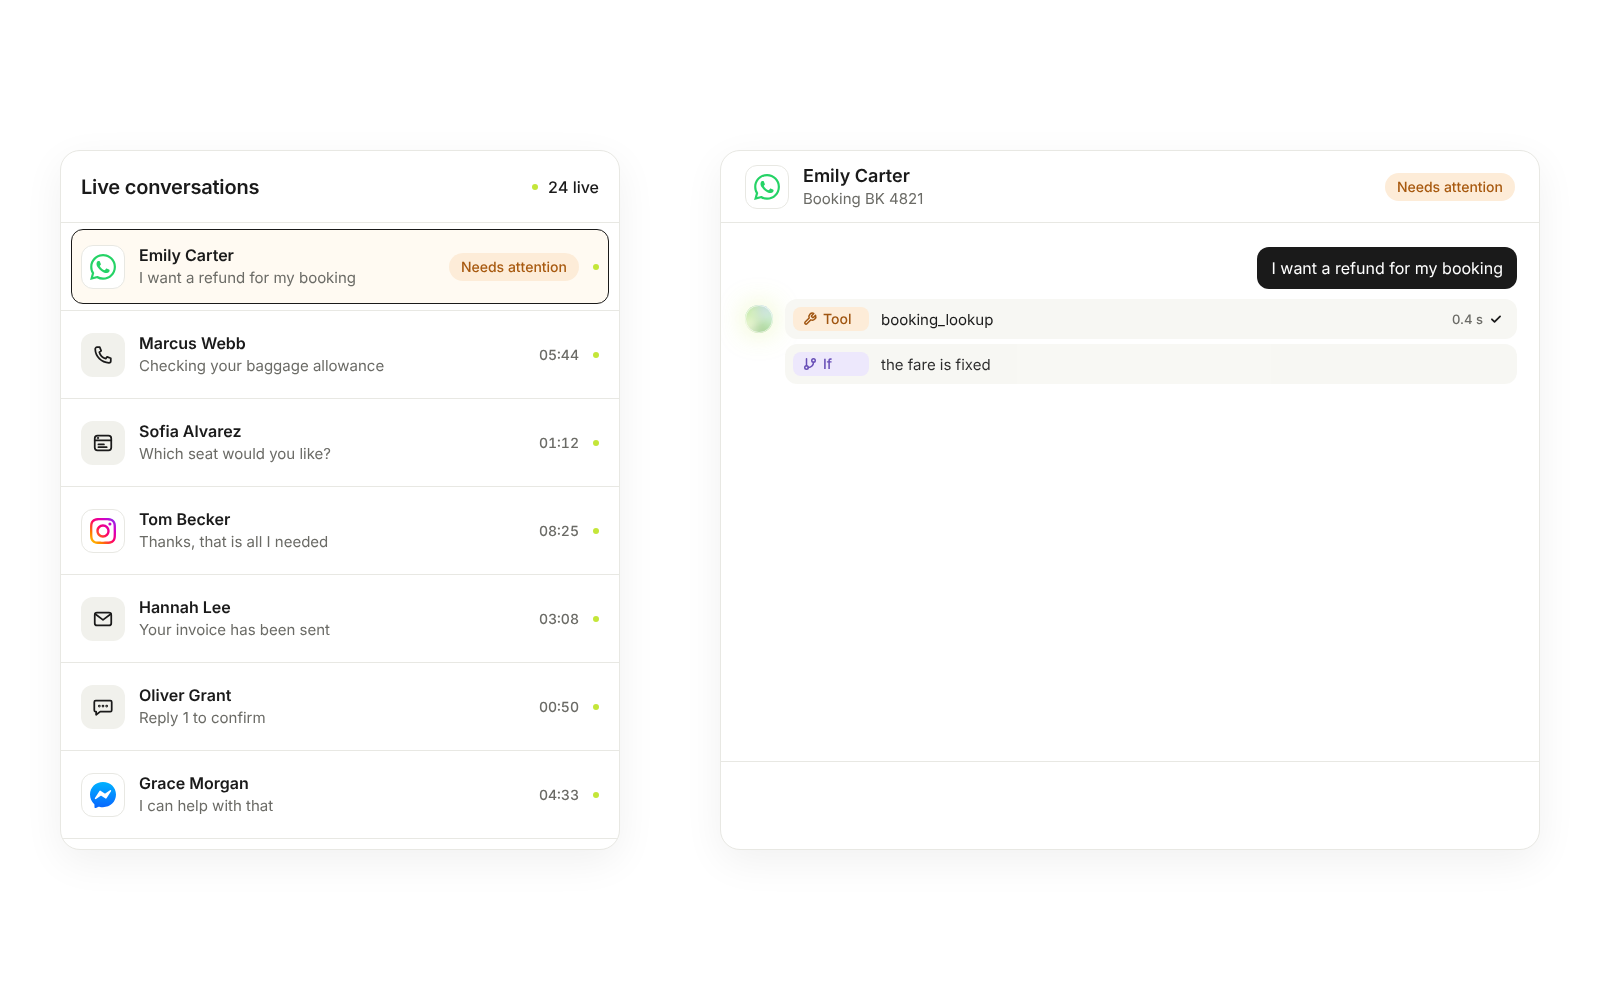 Live conversations
24 live
Emily Carter
I want a refund for my booking
Needs attention
Marcus Webb
Checking your baggage allowance
05:44
Sofia Alvarez
Which seat would you like?
01:12
Tom Becker
Thanks, that is all I needed
08:25
Hannah Lee
Your invoice has been sent
03:08
Oliver Grant
Reply 1 to confirm
00:50
Grace Morgan
I can help with that
04:33
Emily Carter
Booking BK 4821
Needs attention
I want a refund for my booking
Tool booking_lookup 0.4 s
If the fare is fixed